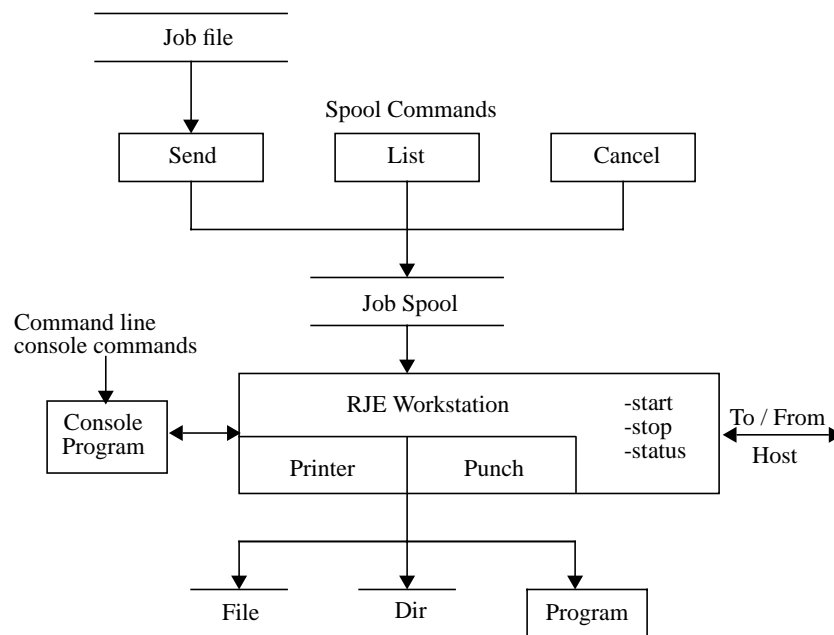 Job file
Spool Commands
Send
List
Cancel
Job Spool
Command line
console commands
Console
Program
RJE Workstation
-start
-stop
-status
Printer
Punch
To / From
Host
File
Dir
Program